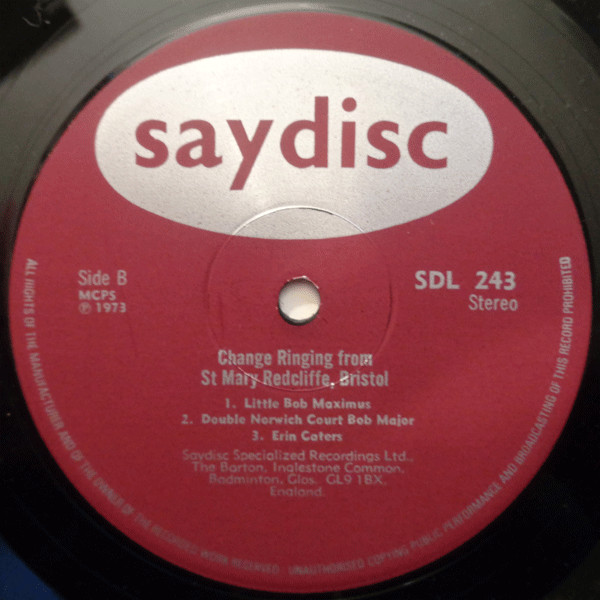 saydisc
Side B
MCPS
℗ 1973
SDL 243
Stereo
Change Ringing from
St Mary Redcliffe, Bristol
1. Little Bob Maximus
2. Double Norwich Court Bob Major
3. Erin Caters
Saydisc Specialized Recordings Ltd.,
The Barton, Inglestone Common,
Badminton, Glos. GL9 1BX,
England.
ALL RIGHTS OF THE MANUFACTURER AND OF THE OWNER OF THE RECORDED WORK RESERVED · UNAUTHORISED COPYING PUBLIC PERFORMANCE AND BROADCASTING OF THIS RECORD PROHIBITED